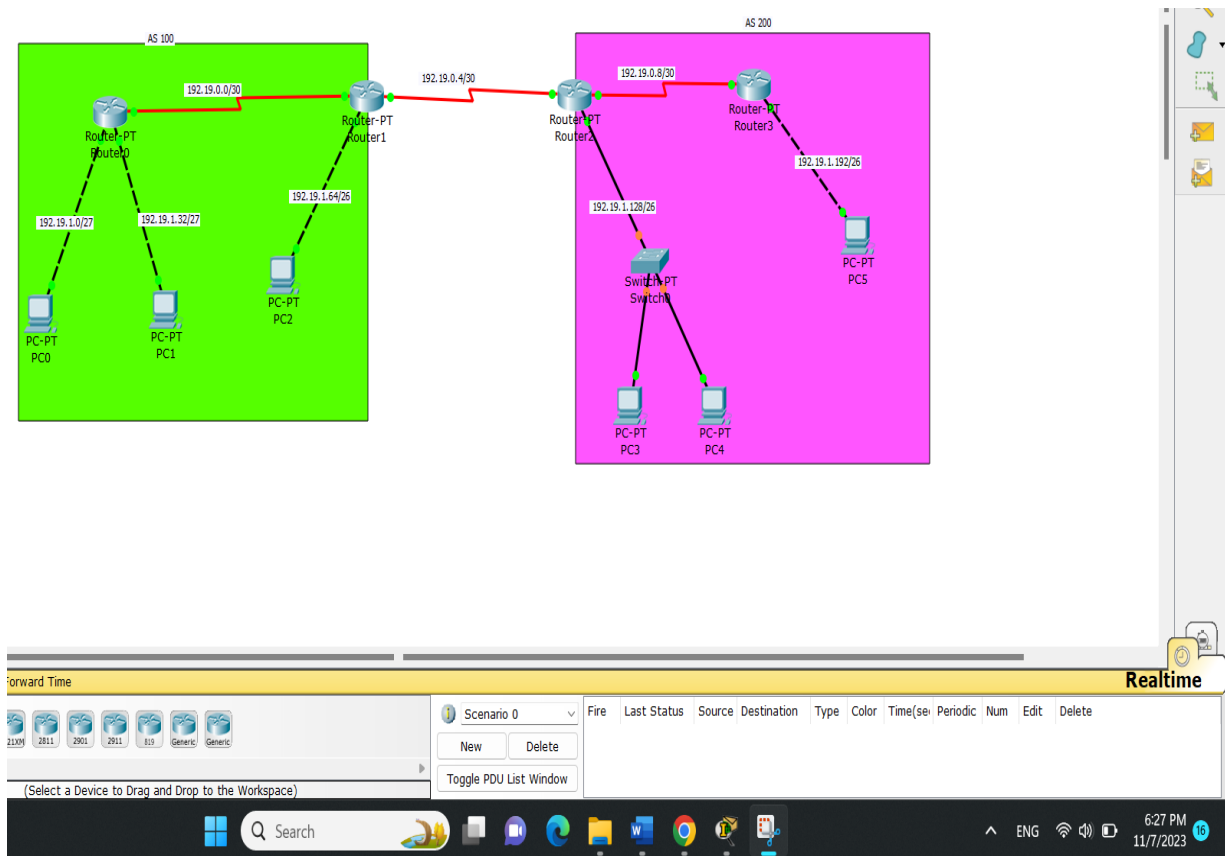 AS 100
AS 200
192.19.0.0/30
192.19.0.4/30
192.19.0.8/30
Router-PT
Router0
Router-PT
Router1
Router-PT
Router2
Router-PT
Router3
192.19.1.0/27
192.19.1.32/27
192.19.1.64/26
192.19.1.128/26
192.19.1.192/26
PC-PT
PC0
PC-PT
PC1
PC-PT
PC2
Switch-PT
Switch0
PC-PT
PC5
PC-PT
PC3
PC-PT
PC4
Forward Time
Realtime
21XM
2811
2901
2911
819
Generic
Generic
(Select a Device to Drag and Drop to the Workspace)
Scenario 0
New
Delete
Toggle PDU List Window
Fire Last Status Source Destination Type Color Time(se Periodic Num Edit Delete
Search
ENG
6:27 PM
11/7/2023
16